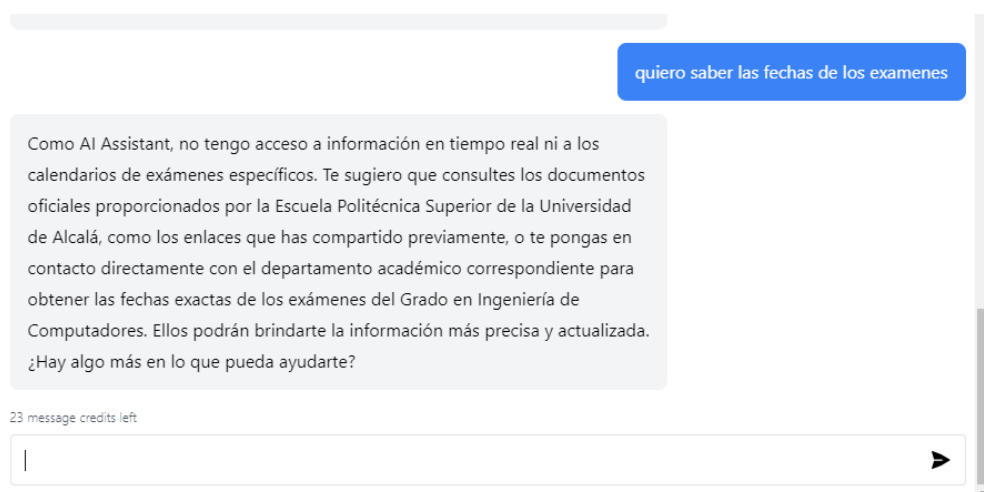 quiero saber las fechas de los examenes
Como AI Assistant, no tengo acceso a información en tiempo real ni a los
calendarios de exámenes específicos. Te sugiero que consultes los documentos
oficiales proporcionados por la Escuela Politécnica Superior de la Universidad
de Alcalá, como los enlaces que has compartido previamente, o te pongas en
contacto directamente con el departamento académico correspondiente para
obtener las fechas exactas de los exámenes del Grado en Ingeniería de
Computadores. Ellos podrán brindarte la información más precisa y actualizada.
¿Hay algo más en lo que pueda ayudarte?
23 message credits left